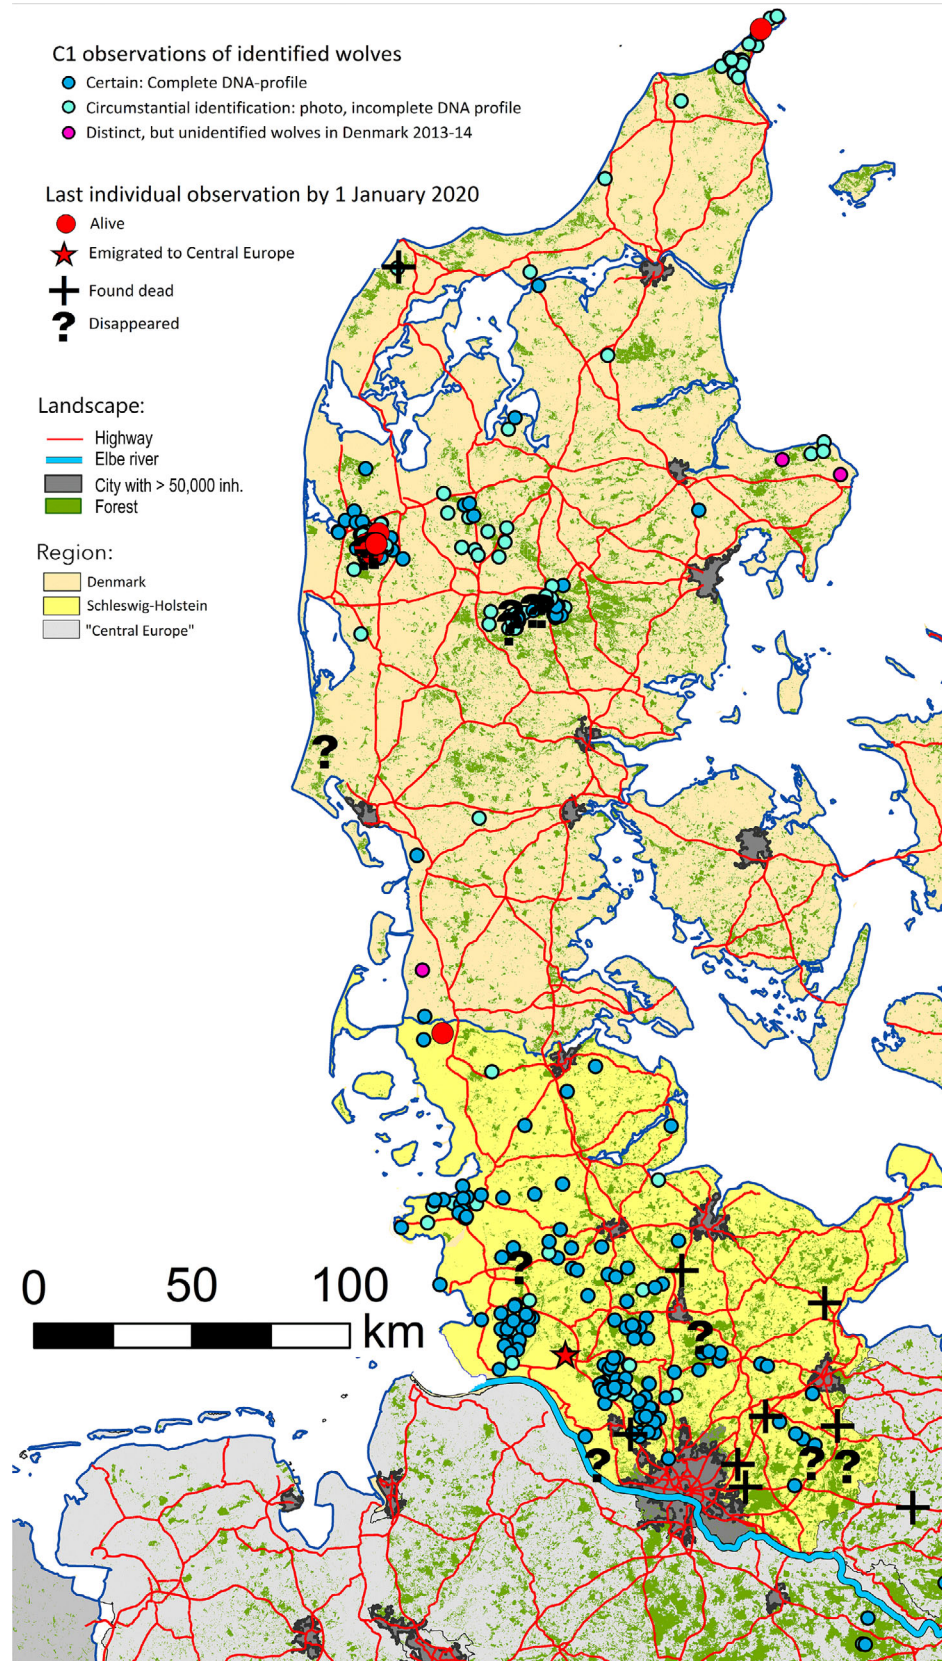 C1 observations of identified wolves
Certain: Complete DNA-profile
Circumstantial identification: photo, incomplete DNA profile
Distinct, but unidentified wolves in Denmark 2013-14
Last individual observation by 1 January 2020
Alive
Emigrated to Central Europe
Found dead
? Disappeared
Landscape:
Highway
Elbe river
City with > 50,000 inh.
Forest
Region:
Denmark
Schleswig-Holstein
"Central Europe"
0 50 100
km